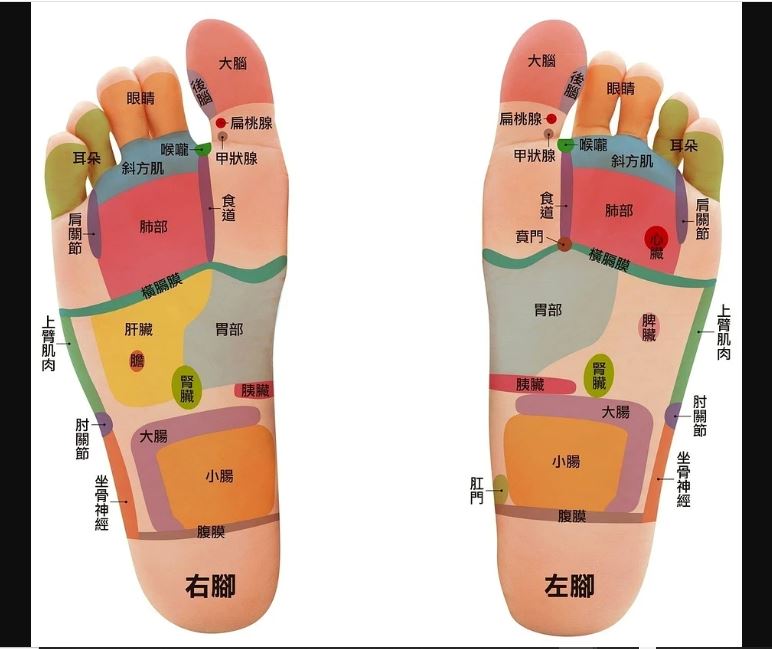 大腦
後腦
眼睛
扁桃腺
甲狀腺
喉嚨
耳朵
斜方肌
食道
肩關節
肺部
橫膈膜
上臂肌肉
肝臟
胃部
膽
腎臟
胰臟
肘關節
大腸
小腸
坐骨神經
腹膜
右腳
大腦
後腦
眼睛
扁桃腺
甲狀腺
喉嚨
耳朵
斜方肌
食道
肩關節
肺部
賁門
心臟
橫膈膜
上臂肌肉
胃部
脾臟
腎臟
胰臟
肘關節
大腸
小腸
肛門
坐骨神經
腹膜
左腳